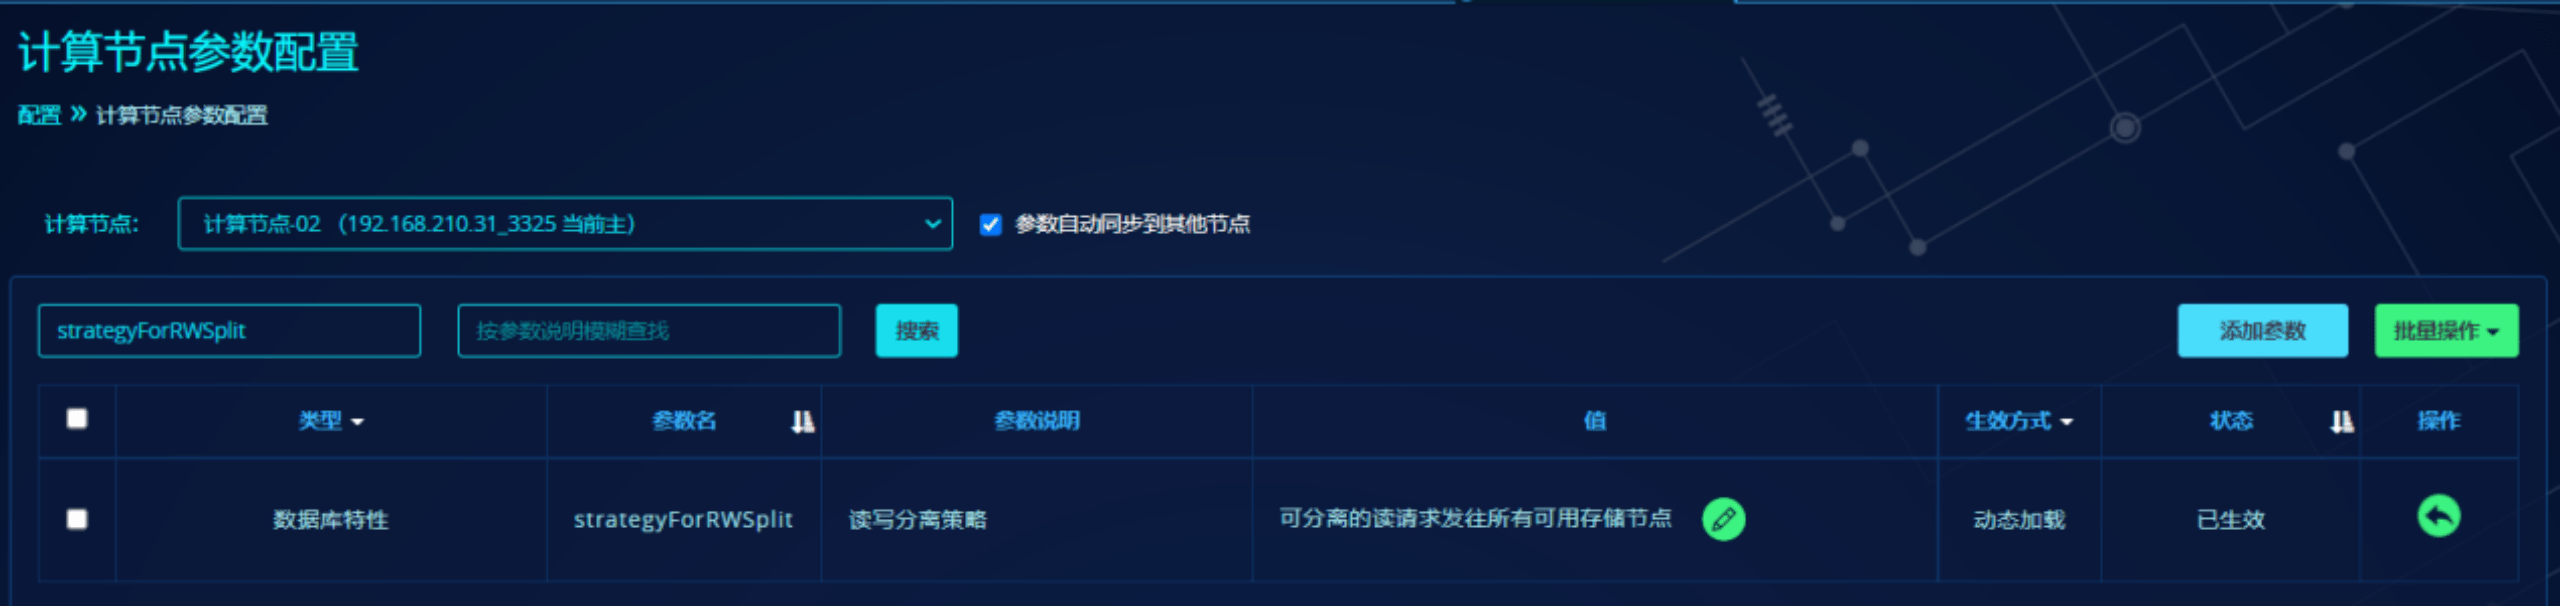 计算节点参数配置
配置 » 计算节点参数配置
计算节点: 计算节点-02 (192.168.210.31_3325 当前主) 参数自动同步到其他节点
strategyForRWSplit 按参数说明模糊查找 搜索 添加参数 批量操作
类型 参数名 参数说明 值 生效方式 状态 操作
数据库特性 strategyForRWSplit 读写分离策略 可分离的读请求发往所有可用存储节点 动态加载 已生效